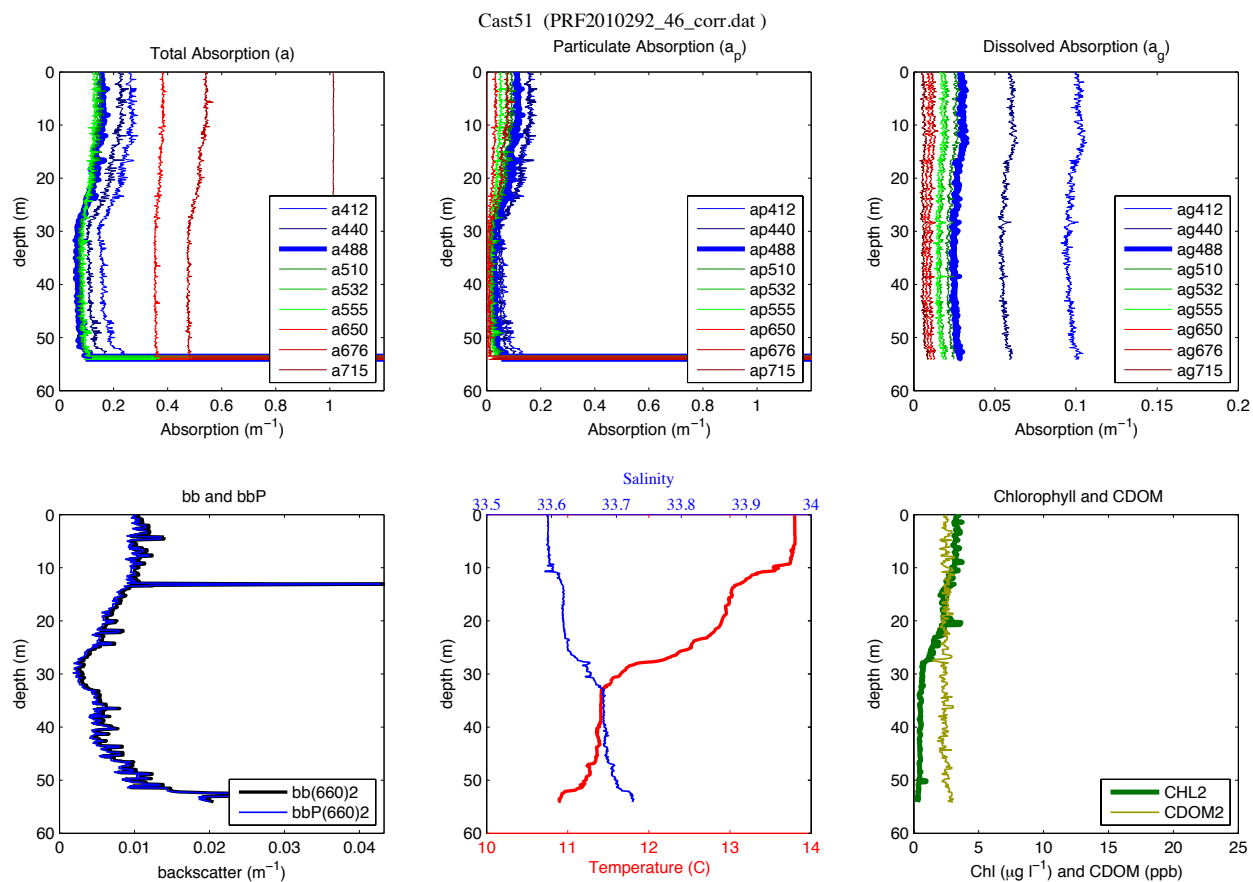 Cast51 (PRF2010292_46_corr.dat )
Total Absorption (a)
0
10
20
30
40
50
60
depth (m)
a412
a440
a488
a510
a532
a555
a650
a676
a715
0 0.2 0.4 0.6 0.8 1
Absorption (m⁻¹)
Particulate Absorption (aₚ)
0
10
20
30
40
50
60
depth (m)
ap412
ap440
ap488
ap510
ap532
ap555
ap650
ap676
ap715
0 0.2 0.4 0.6 0.8 1
Absorption (m⁻¹)
Dissolved Absorption (a_g)
0
10
20
30
40
50
60
depth (m)
ag412
ag440
ag488
ag510
ag532
ag555
ag650
ag676
ag715
0 0.05 0.1 0.15 0.2
Absorption (m⁻¹)
bb and bbP
0
10
20
30
40
50
60
depth (m)
bb(660)2
bbP(660)2
0 0.01 0.02 0.03 0.04
backscatter (m⁻¹)
Salinity
33.5 33.6 33.7 33.8 33.9 34
0
10
20
30
40
50
60
depth (m)
10 11 12 13 14
Temperature (C)
Chlorophyll and CDOM
0
10
20
30
40
50
60
depth (m)
CHL2
CDOM2
0 5 10 15 20 25
Chl (μg l⁻¹) and CDOM (ppb)